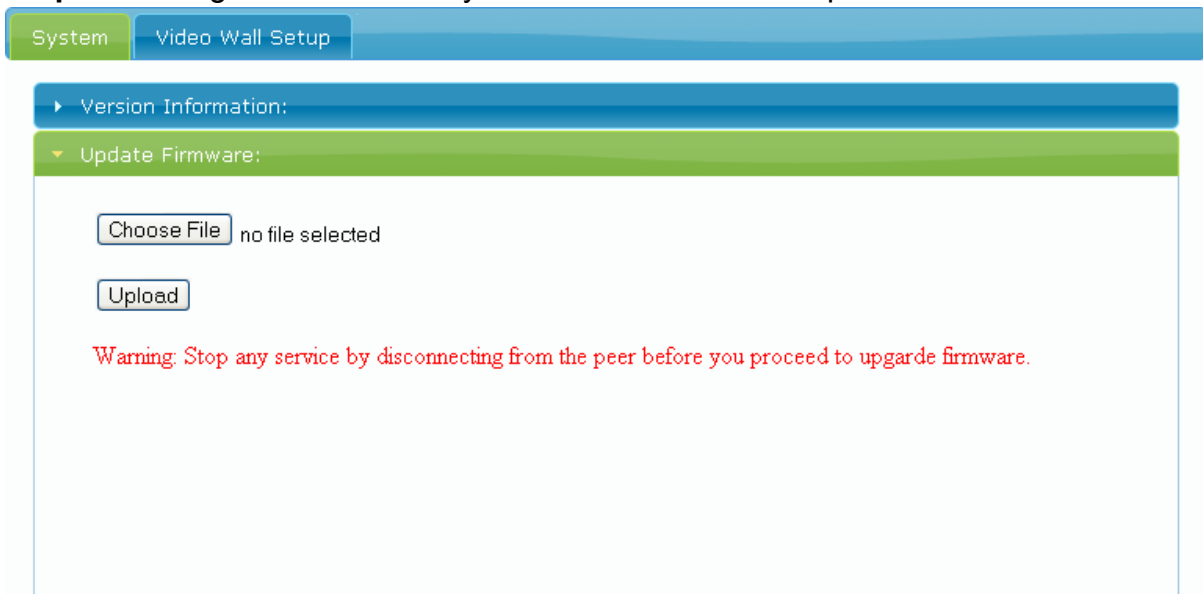 System Video Wall Setup
Version Information:
Update Firmware:
Choose File no file selected
Upload
Warning: Stop any service by disconnecting from the peer before you proceed to upgarde firmware.